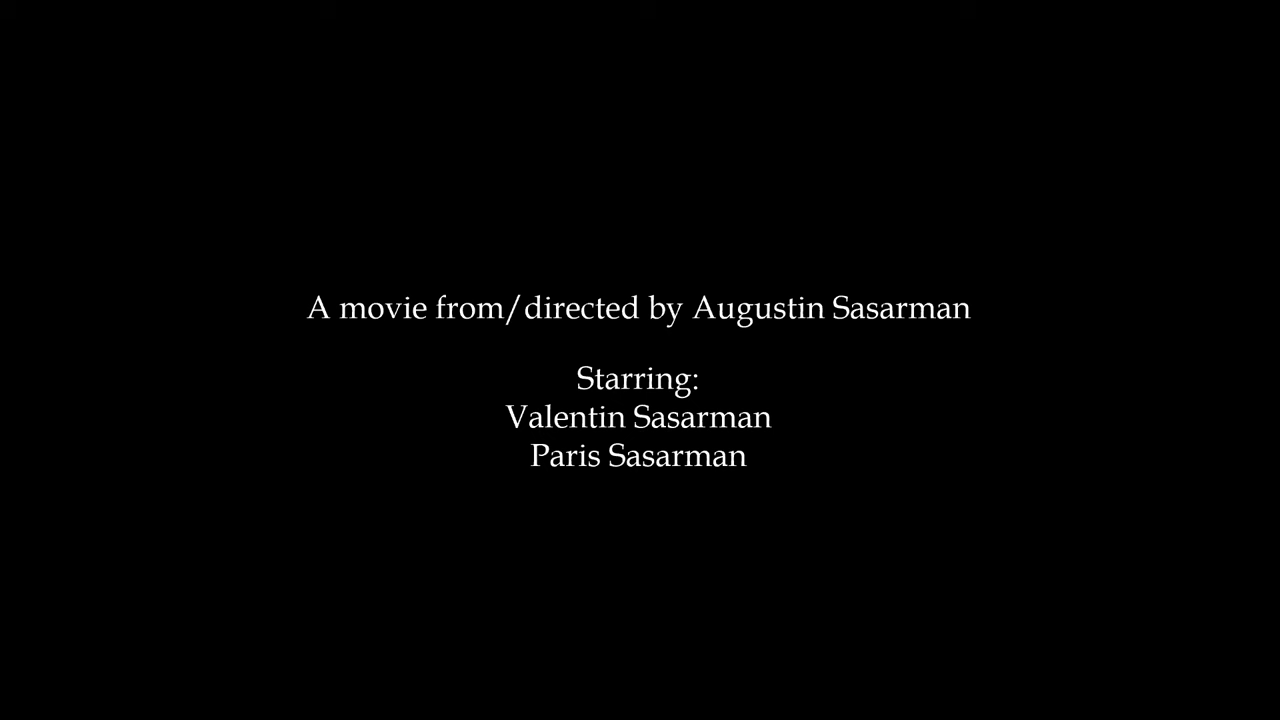 A movie from/directed by Augustin Sasarman
Starring:
Valentin Sasarman
Paris Sasarman